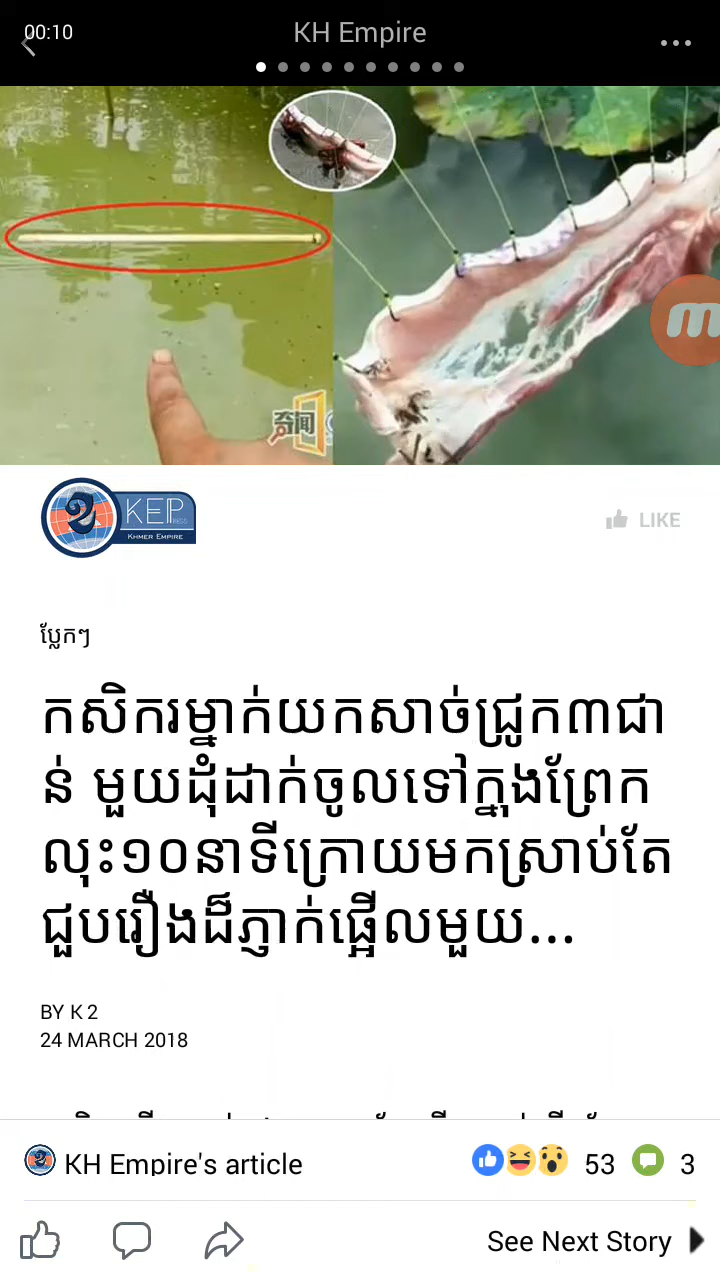 00:10
KH Empire
奇闻
KEP
PRESS
KHMER EMPIRE
LIKE
ប្លែកៗ
កសិករម្នាក់យកសាច់ជ្រូក៣ជា
ន់ មួយដុំដាក់ចូលទៅក្នុងព្រែក
លុះ១០នាទីក្រោយមកស្រាប់តែ
ជួបរឿងដ៏ភ្ញាក់ផ្អើលមួយ...
BY K 2
24 MARCH 2018
KH Empire's article
53
3
See Next Story